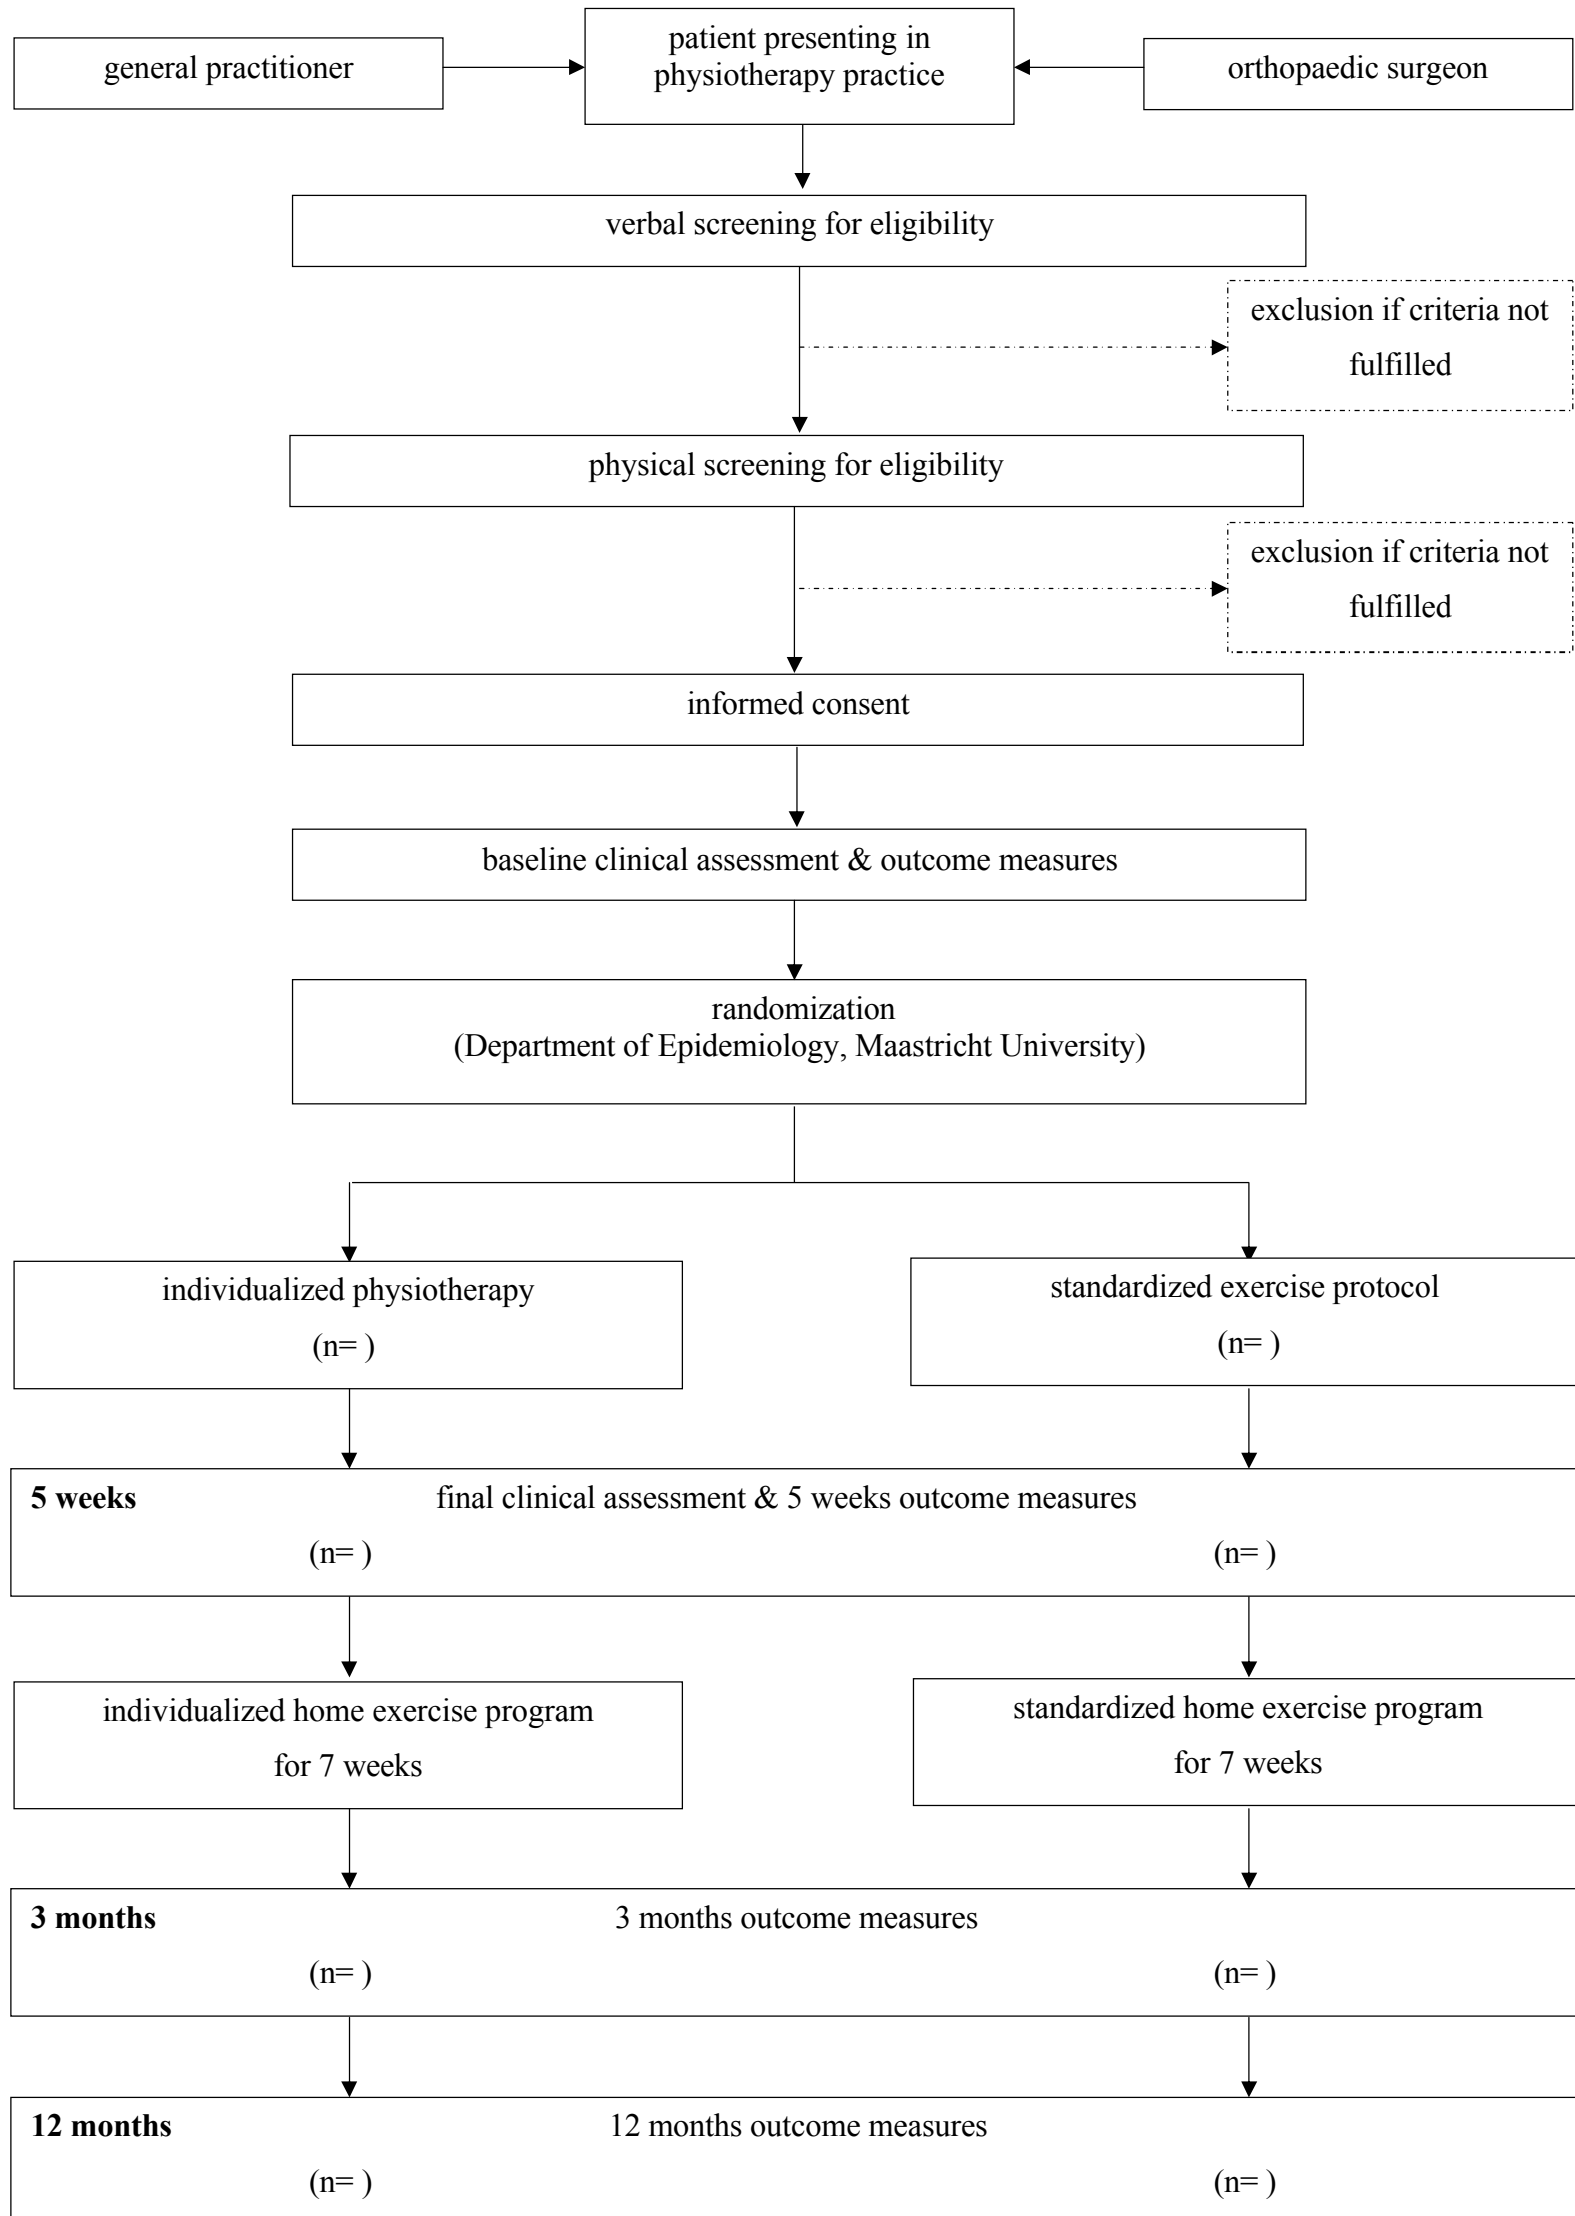 general practitioner
patient presenting in
physiotherapy practice
orthopaedic surgeon
verbal screening for eligibility
exclusion if criteria not
fulfilled
physical screening for eligibility
exclusion if criteria not
fulfilled
informed consent
baseline clinical assessment & outcome measures
randomization
(Department of Epidemiology, Maastricht University)
individualized physiotherapy
(n= )
standardized exercise protocol
(n= )
5 weeks final clinical assessment & 5 weeks outcome measures
(n= ) (n= )
individualized home exercise program
for 7 weeks
standardized home exercise program
for 7 weeks
3 months 3 months outcome measures
(n= ) (n= )
12 months 12 months outcome measures
(n= ) (n= )